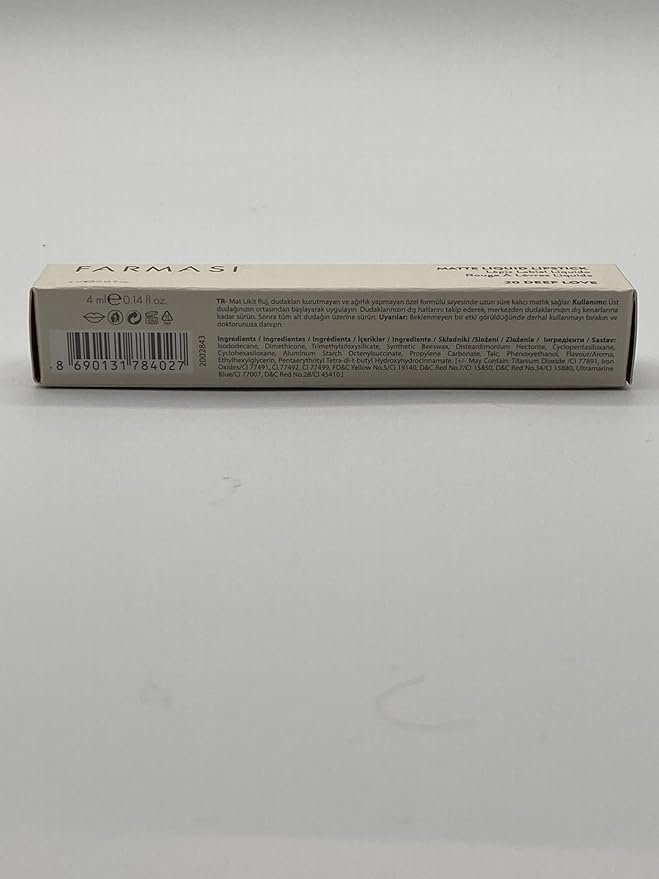 FARMASI
MATTE LIQUID LIPSTICK
Lápiz Labial Líquido
Rouge À Lèvres Liquide
20 DEEP LOVE
4 ml e 0.14 fl oz.
8 690131 784027
2002843
TR- Mat Likit Ruj, dudakları kurutmayan ve ağırlık yapmayan özel formülü sayesinde uzun süre kalıcı matlık sağlar. Kullanımı: Üst
dudağınızın ortasından başlayarak uygulayın. Dudaklarınızın dış hatlarını takip ederek, merkezden dudaklarınızın dış kenarlarına
kadar sürün. Sonra tüm alt dudağın üzerine sürün. Uyarılar: Beklenmeyen bir etki görüldüğünde derhal kullanmayı bırakın ve
doktorunuza danışın.
Ingredients / Ingredientes / Ingrédients / İçerikler / Ingrediente / Składniki /Složení / Zloženie / Інгредієнти / Sastav:
Isododecane, Dimethicone, Trimethylsiloxysilicate, Synthetic Beeswax, Disteardimonium Hectorite, Cyclopentasiloxane,
Cyclohexasiloxane, Aluminum Starch Octenylsuccinate, Propylene Carbonate, Talc, Phenoxyethanol, Flavour/Aroma,
Ethylhexylglycerin, Pentaerythrityl Tetra-di-t-butyl Hydroxyhydrocinnamate. [+/- May Contain: Titanium Dioxide /CI 77891, Iron
Oxides/CI 77491, CI 77492, CI 77499, FD&C Yellow No.5/CI 19140, D&C Red No.7/CI 15850, D&C Red No.34/CI 15880, Ultramarine
Blue/CI 77007, D&C Red No.28/CI 45410.]